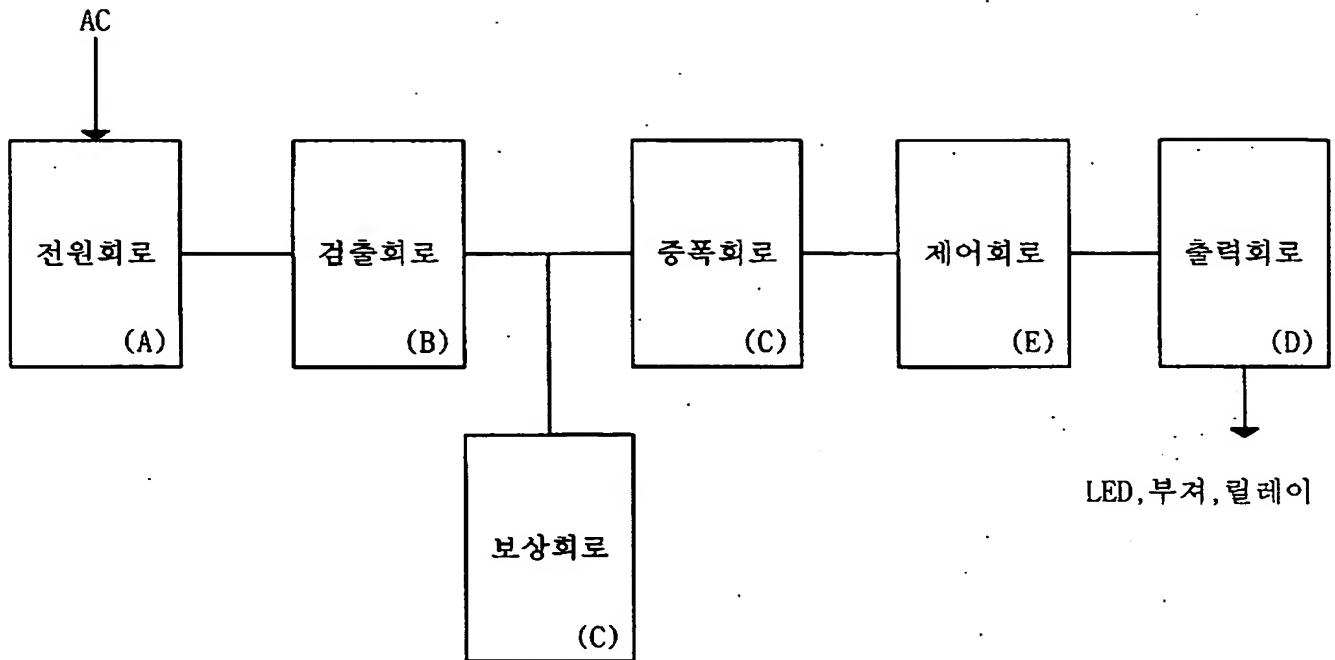 AC
전원회로
(A)
검출회로
(B)
증폭회로
(C)
제어회로
(E)
출력회로
(D)
보상회로
(C)
LED,부져,릴레이